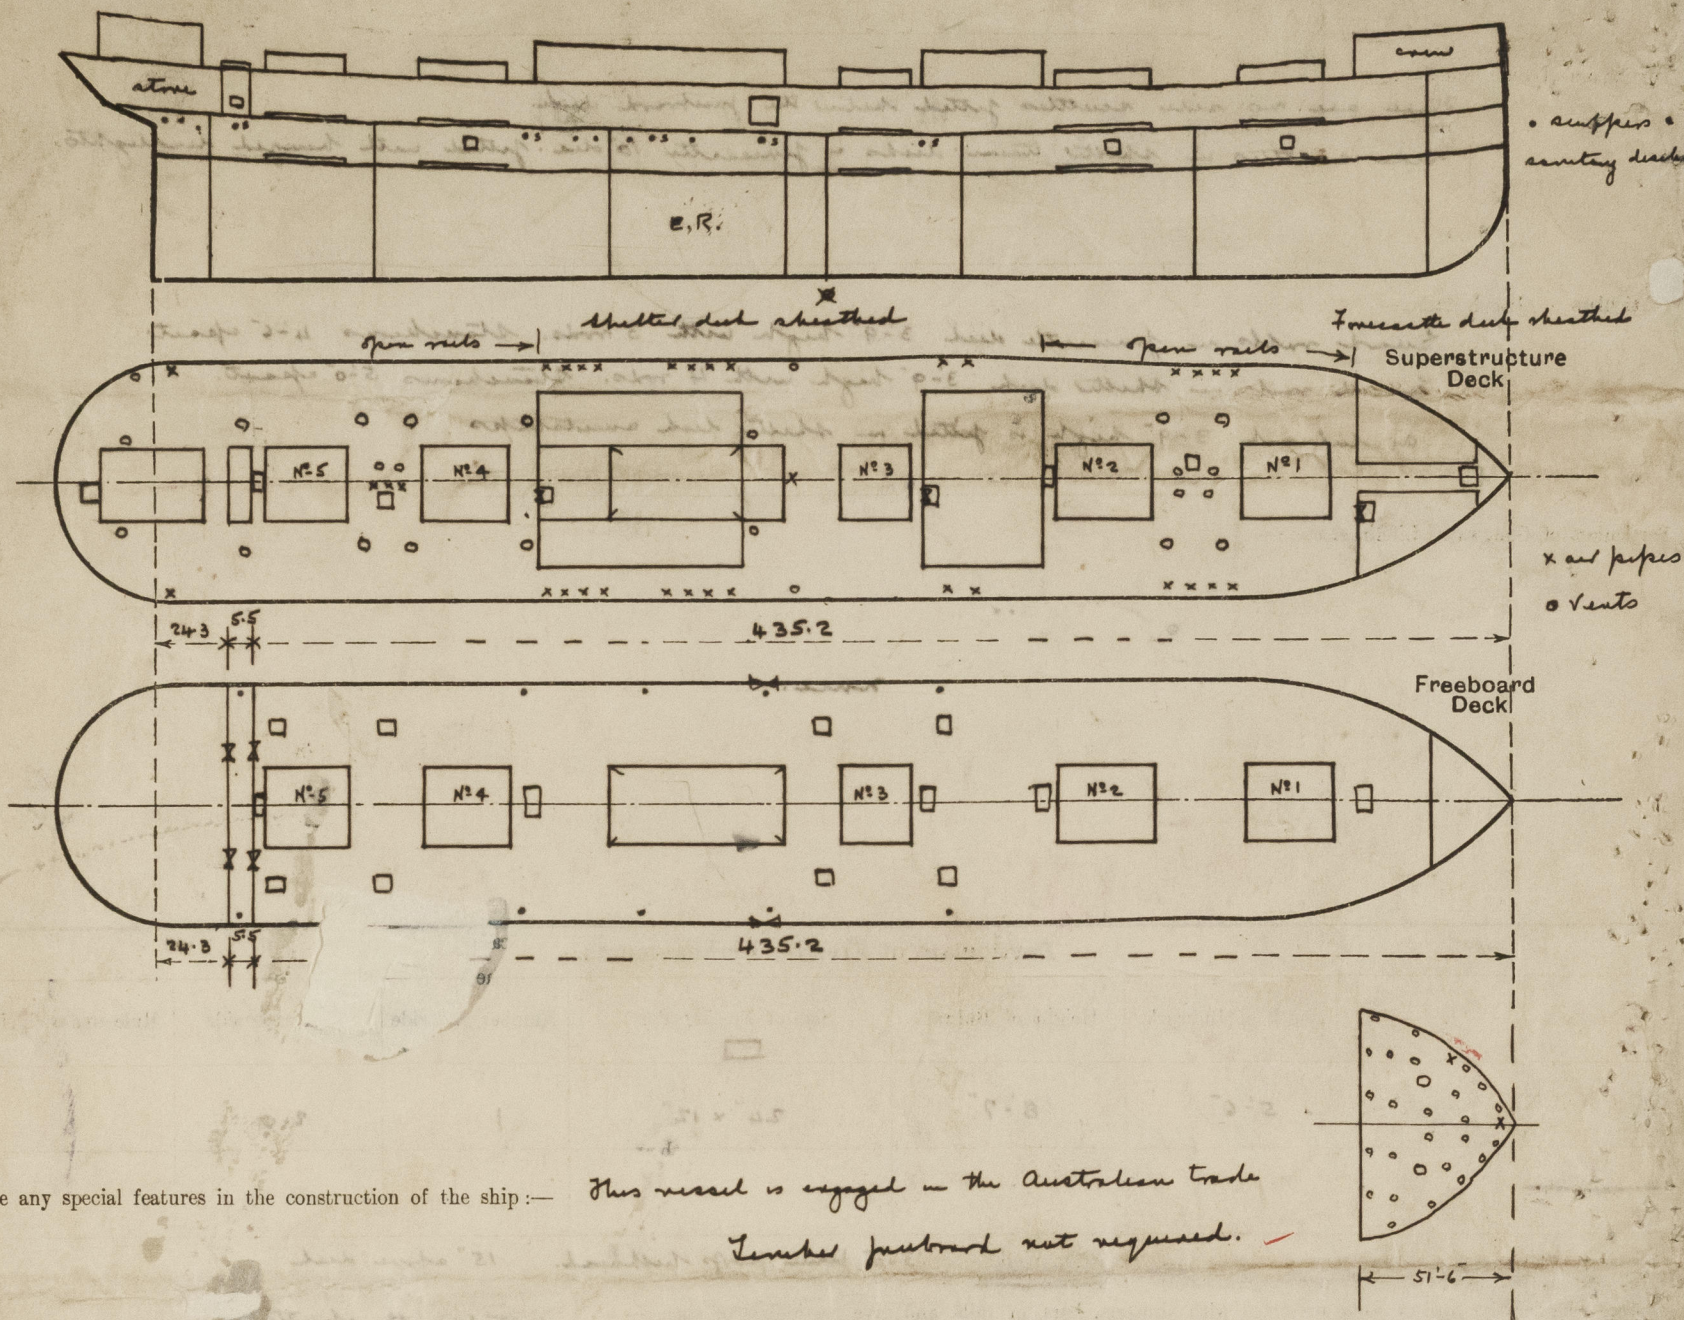 store
crew
• scuppers •
sanitary disch
E.R.
shelter deck sheathed
Forecastle deck sheathed
open rails
open rails
Superstructure
Deck
Nº 5
Nº 4
Nº 3
Nº 2
Nº 1
x air pipes
o Vents
24.3
5.5
435.2
Freeboard
Deck
Nº 5
Nº 4
Nº 3
Nº 2
Nº 1
24.3
5.5
435.2
e any special features in the construction of the ship :—
This vessel is engaged in the Australian trade
Timber freeboard not required.
51'-6"